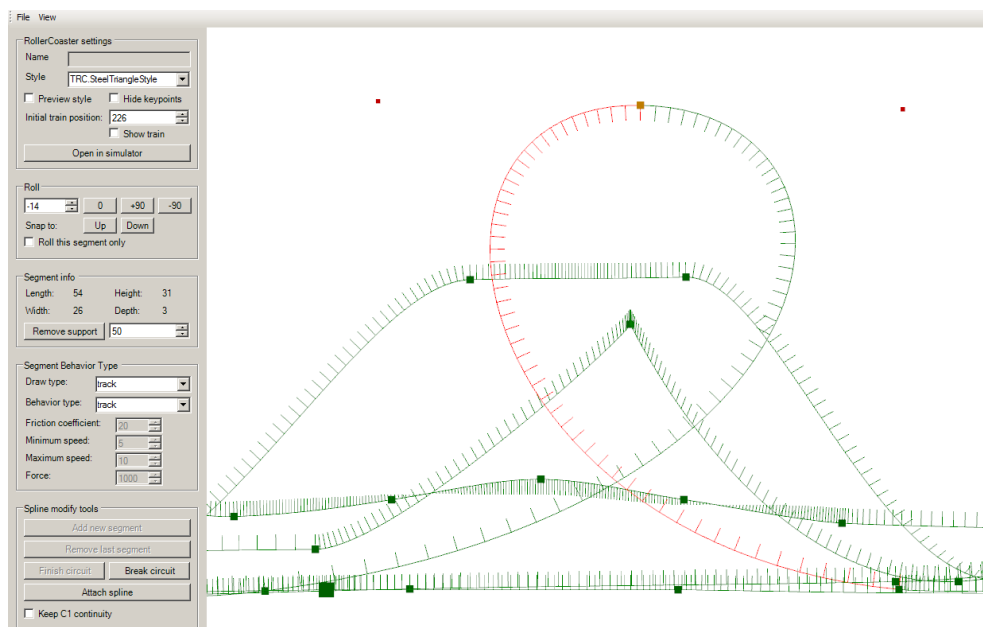 File View
RollerCoaster settings
Name
Style TRC.SteelTriangleStyle
Preview style Hide keypoints
Initial train position: 226
Show train
Open in simulator
Roll
-14 0 +90 -90
Snap to: Up Down
Roll this segment only
Segment info
Length: 54 Height: 31
Width: 26 Depth: 3
Remove support 50
Segment Behavior Type
Draw type: track
Behavior type: track
Friction coefficient: 20
Minimum speed: 5
Maximum speed: 10
Force: 1000
Spline modify tools
Add new segment
Remove last segment
Finish circuit Break circuit
Attach spline
Keep C1 continuity